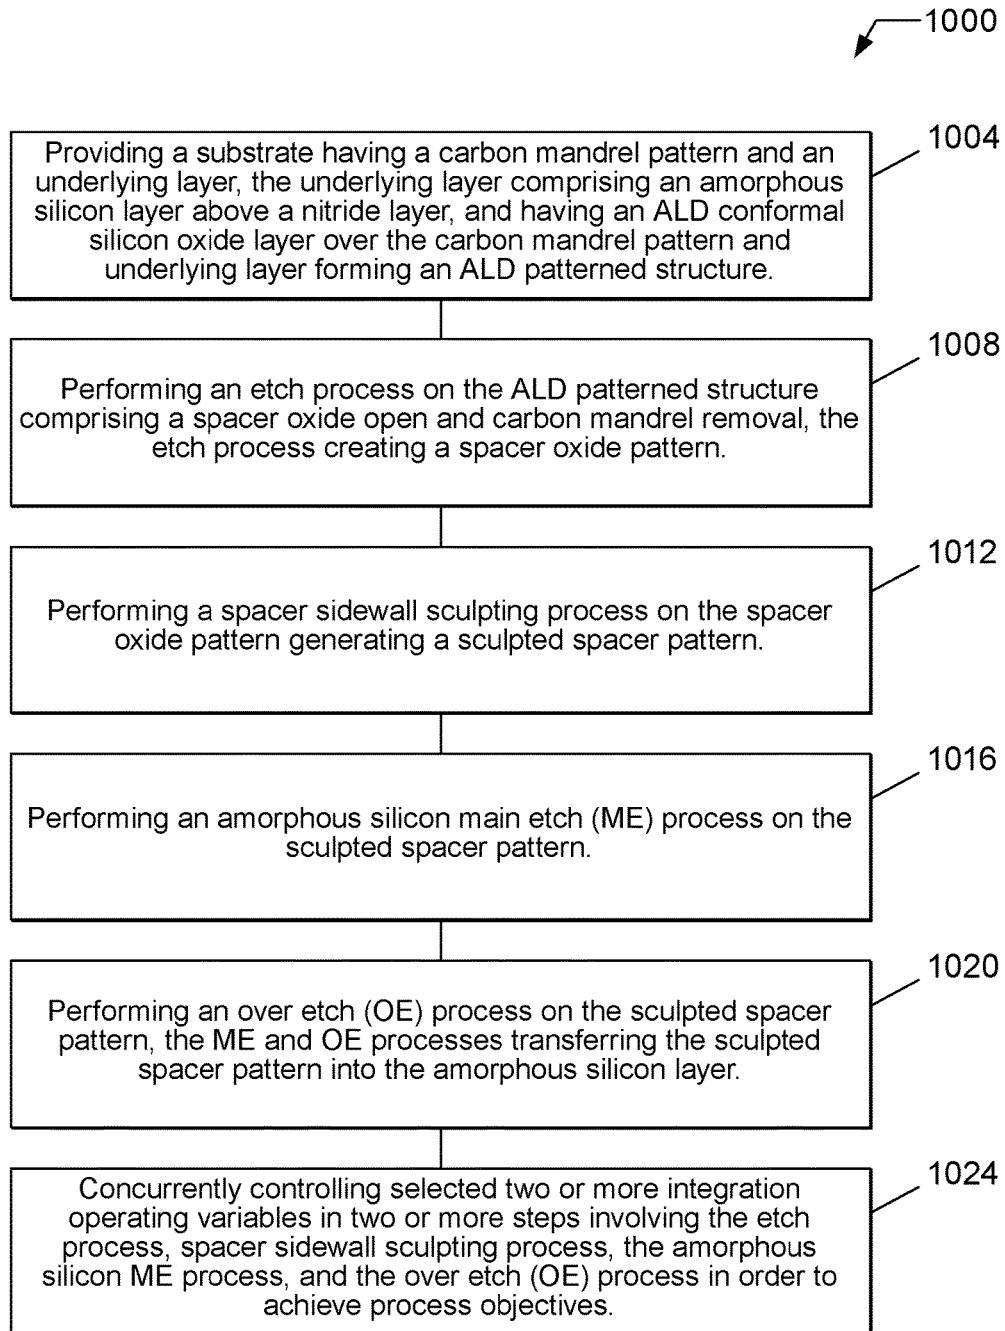 1000
1004
Providing a substrate having a carbon mandrel pattern and an
underlying layer, the underlying layer comprising an amorphous
silicon layer above a nitride layer, and having an ALD conformal
silicon oxide layer over the carbon mandrel pattern and
underlying layer forming an ALD patterned structure.
1008
Performing an etch process on the ALD patterned structure
comprising a spacer oxide open and carbon mandrel removal, the
etch process creating a spacer oxide pattern.
1012
Performing a spacer sidewall sculpting process on the spacer
oxide pattern generating a sculpted spacer pattern.
1016
Performing an amorphous silicon main etch (ME) process on the
sculpted spacer pattern.
1020
Performing an over etch (OE) process on the sculpted spacer
pattern, the ME and OE processes transferring the sculpted
spacer pattern into the amorphous silicon layer.
1024
Concurrently controlling selected two or more integration
operating variables in two or more steps involving the etch
process, spacer sidewall sculpting process, the amorphous
silicon ME process, and the over etch (OE) process in order to
achieve process objectives.